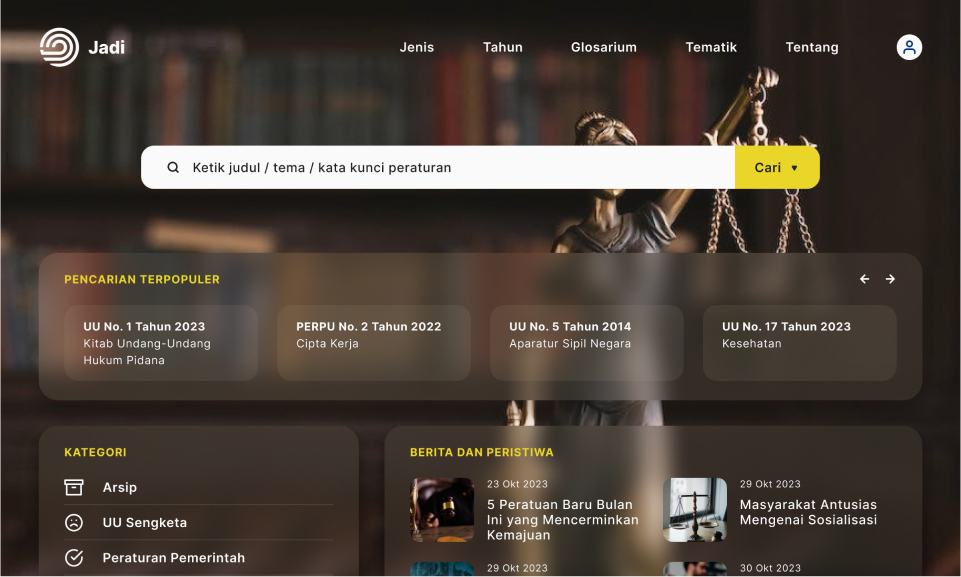 Jadi
Jenis
Tahun
Glosarium
Tematik
Tentang
Ketik judul / tema / kata kunci peraturan
Cari
PENCARIAN TERPOPULER
UU No. 1 Tahun 2023
Kitab Undang-Undang
Hukum Pidana
PERPU No. 2 Tahun 2022
Cipta Kerja
UU No. 5 Tahun 2014
Aparatur Sipil Negara
UU No. 17 Tahun 2023
Kesehatan
KATEGORI
Arsip
UU Sengketa
Peraturan Pemerintah
BERITA DAN PERISTIWA
23 Okt 2023
5 Peratuan Baru Bulan
Ini yang Mencerminkan
Kemajuan
29 Okt 2023
Masyarakat Antusias
Mengenai Sosialisasi
29 Okt 2023
30 Okt 2023